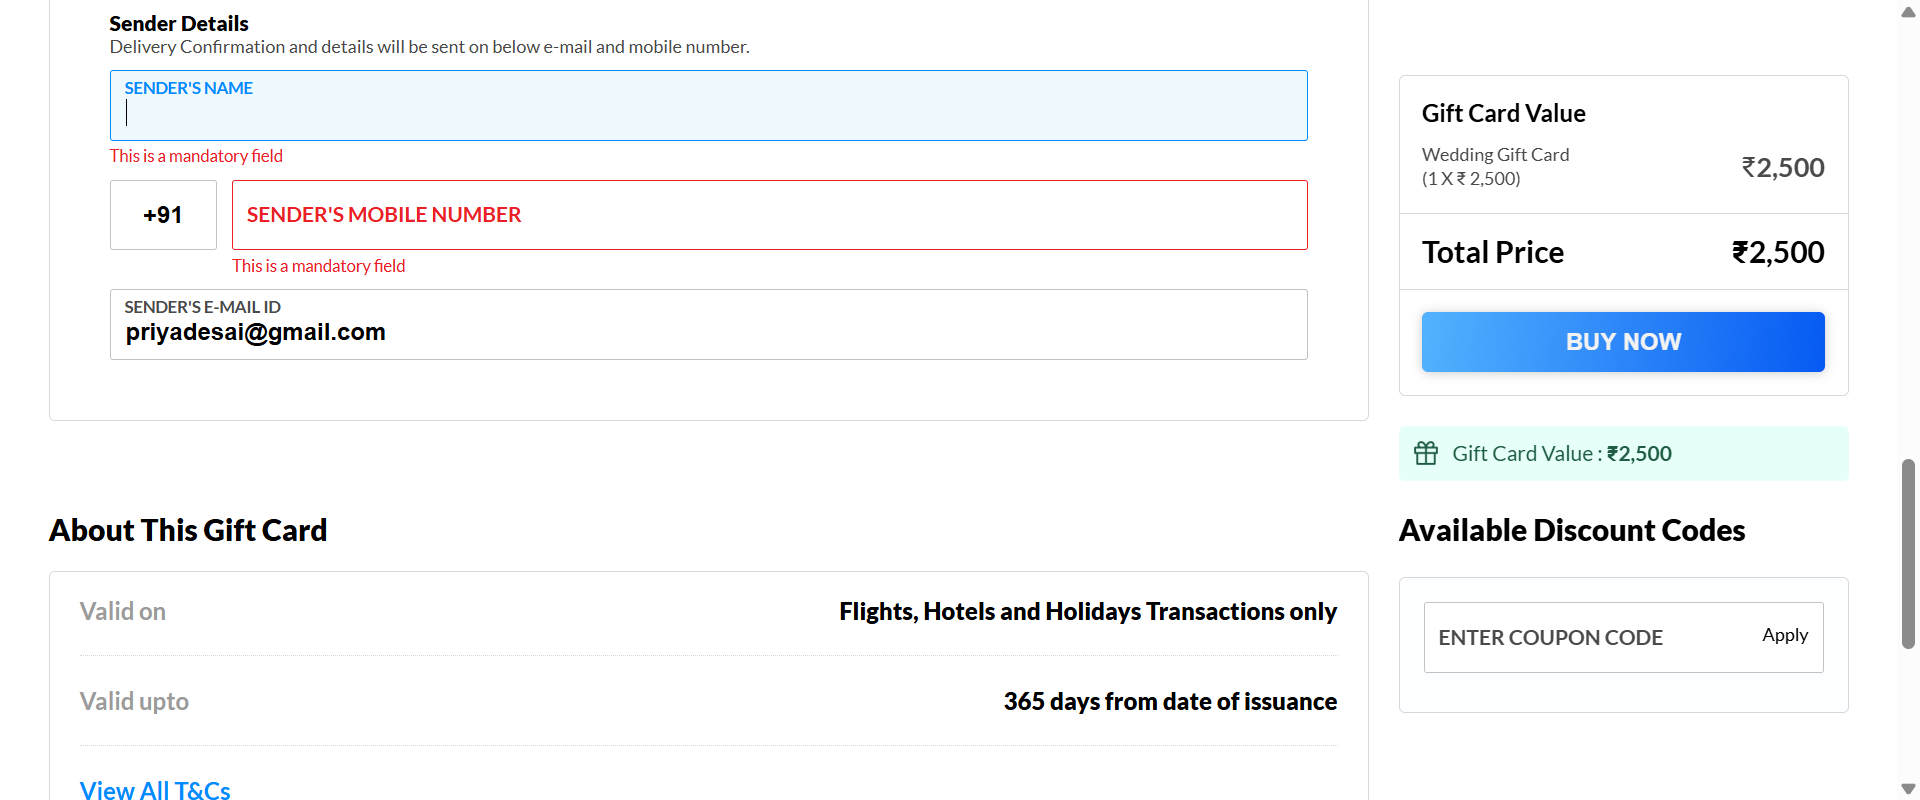 Sender Details
Delivery Confirmation and details will be sent on below e-mail and mobile number.
SENDER'S NAME
This is a mandatory field
+91
SENDER'S MOBILE NUMBER
This is a mandatory field
SENDER'S E-MAIL ID
priyadesai@gmail.com
Gift Card Value
Wedding Gift Card
(1 X ₹ 2,500)
₹2,500
Total Price
₹2,500
BUY NOW
Gift Card Value : ₹2,500
About This Gift Card
Valid on
Flights, Hotels and Holidays Transactions only
Valid upto
365 days from date of issuance
View All T&Cs
Available Discount Codes
ENTER COUPON CODE
Apply